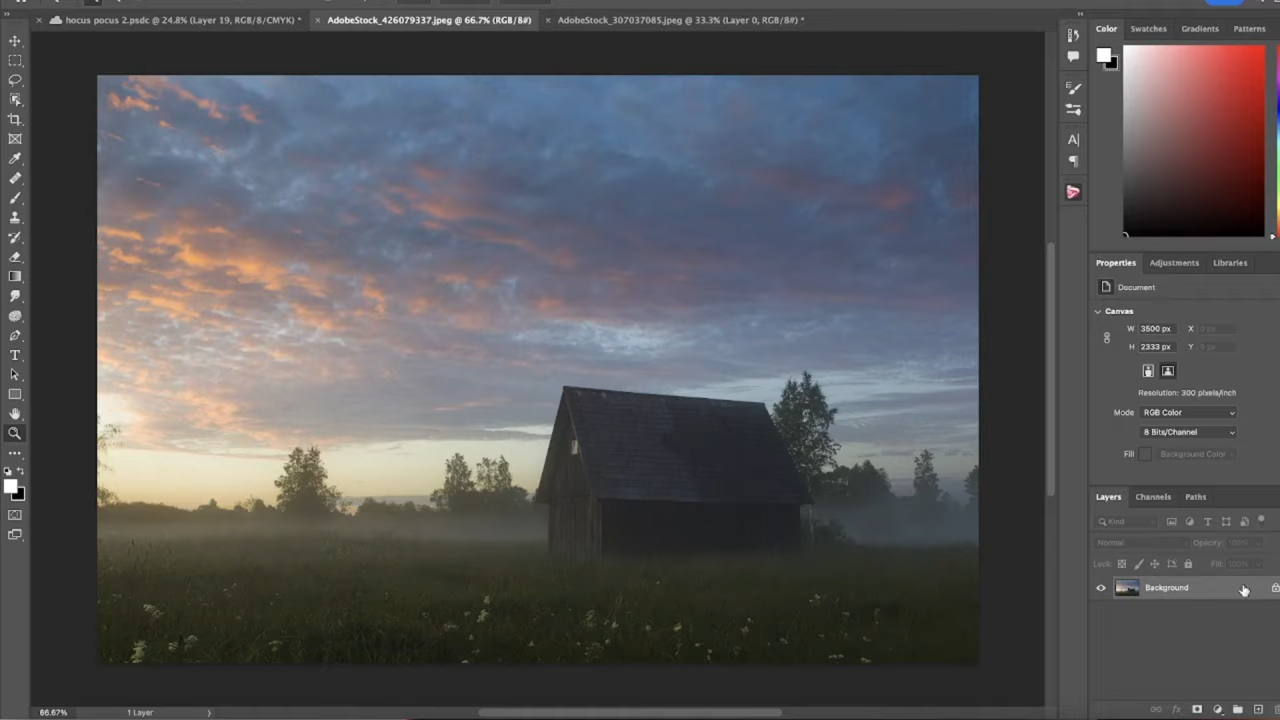 hocus pocus 2.psdc @ 24.8% (Layer 19, RGB/8/CMYK) *
AdobeStock_426079337.jpeg @ 66.7% (RGB/8#)
AdobeStock_307037085.jpeg @ 33.3% (Layer 0, RGB/8#) *
Color
Swatches
Gradients
Patterns
Properties
Adjustments
Libraries
Document
Canvas
W 3500 px X 0 px
H 2333 px Y 0 px
Resolution: 300 pixels/inch
Mode RGB Color
8 Bits/Channel
Fill Background Color
Layers
Channels
Paths
Kind
Normal Opacity: 100%
Lock: Fill: 100%
Background
66.67% 1 Layer